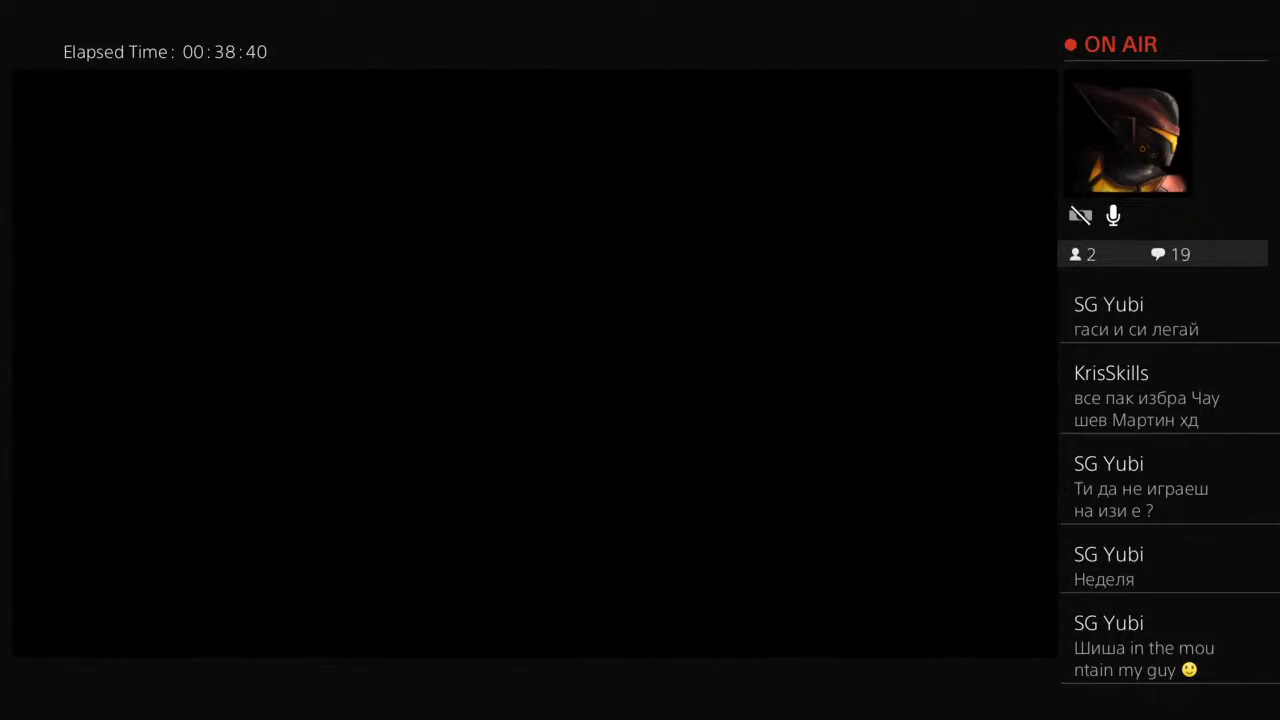 Elapsed Time: 00:38:40
ON AIR
2 19
SG Yubi
гаси и си легай
KrisSkills
все пак избра Чау
шев Мартин хд
SG Yubi
Ти да не играеш
на изи е ?
SG Yubi
Неделя
SG Yubi
Шиша in the mou
ntain my guy 🙂